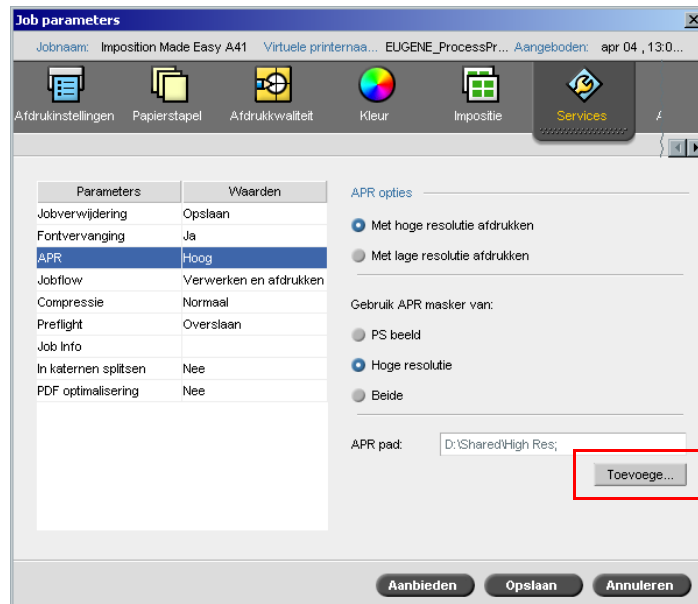 Job parameters
Jobnaam: Imposition Made Easy A41 Virtuele printernaa... EUGENE_ProcessPr... Aangeboden: apr 04 , 13:0...
Afdrukinstellingen Papierstapel Afdrukkwaliteit Kleur Impositie Services
Parameters Waarden
Jobverwijdering Opslaan
Fontvervanging Ja
APR Hoog
Jobflow Verwerken en afdrukken
Compressie Normaal
Preflight Overslaan
Job Info
In katernen splitsen Nee
PDF optimalisering Nee
APR opties
Met hoge resolutie afdrukken
Met lage resolutie afdrukken
Gebruik APR masker van:
PS beeld
Hoge resolutie
Beide
APR pad: D:\Shared\High Res;
Toevoege...
Aanbieden Opslaan Annuleren